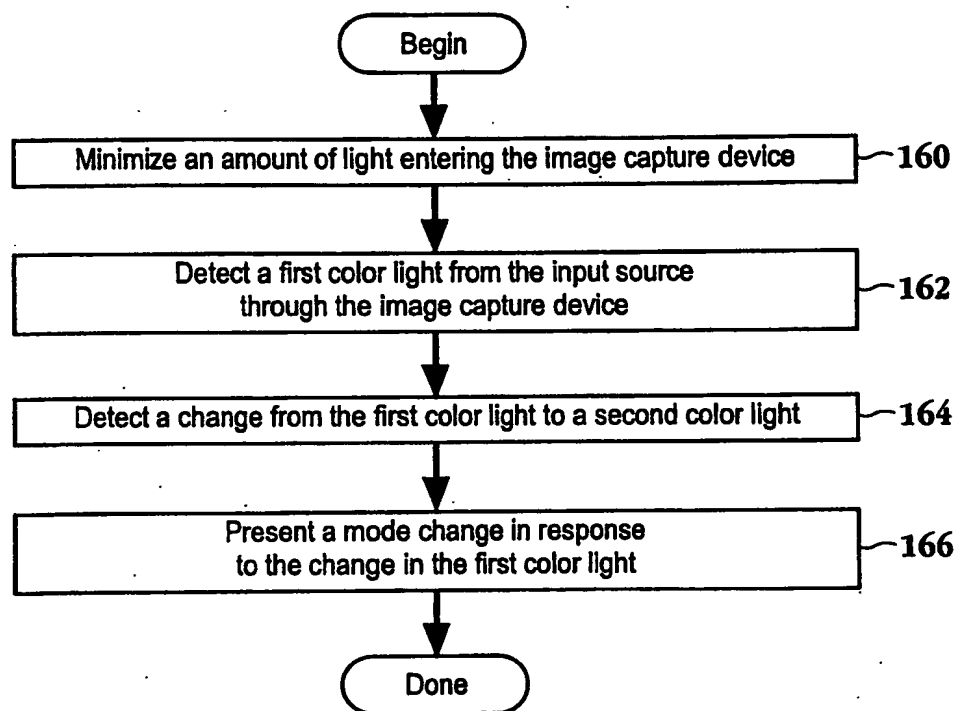 Begin
Minimize an amount of light entering the image capture device
160
Detect a first color light from the input source
through the image capture device
162
Detect a change from the first color light to a second color light
164
Present a mode change in response
to the change in the first color light
166
Done